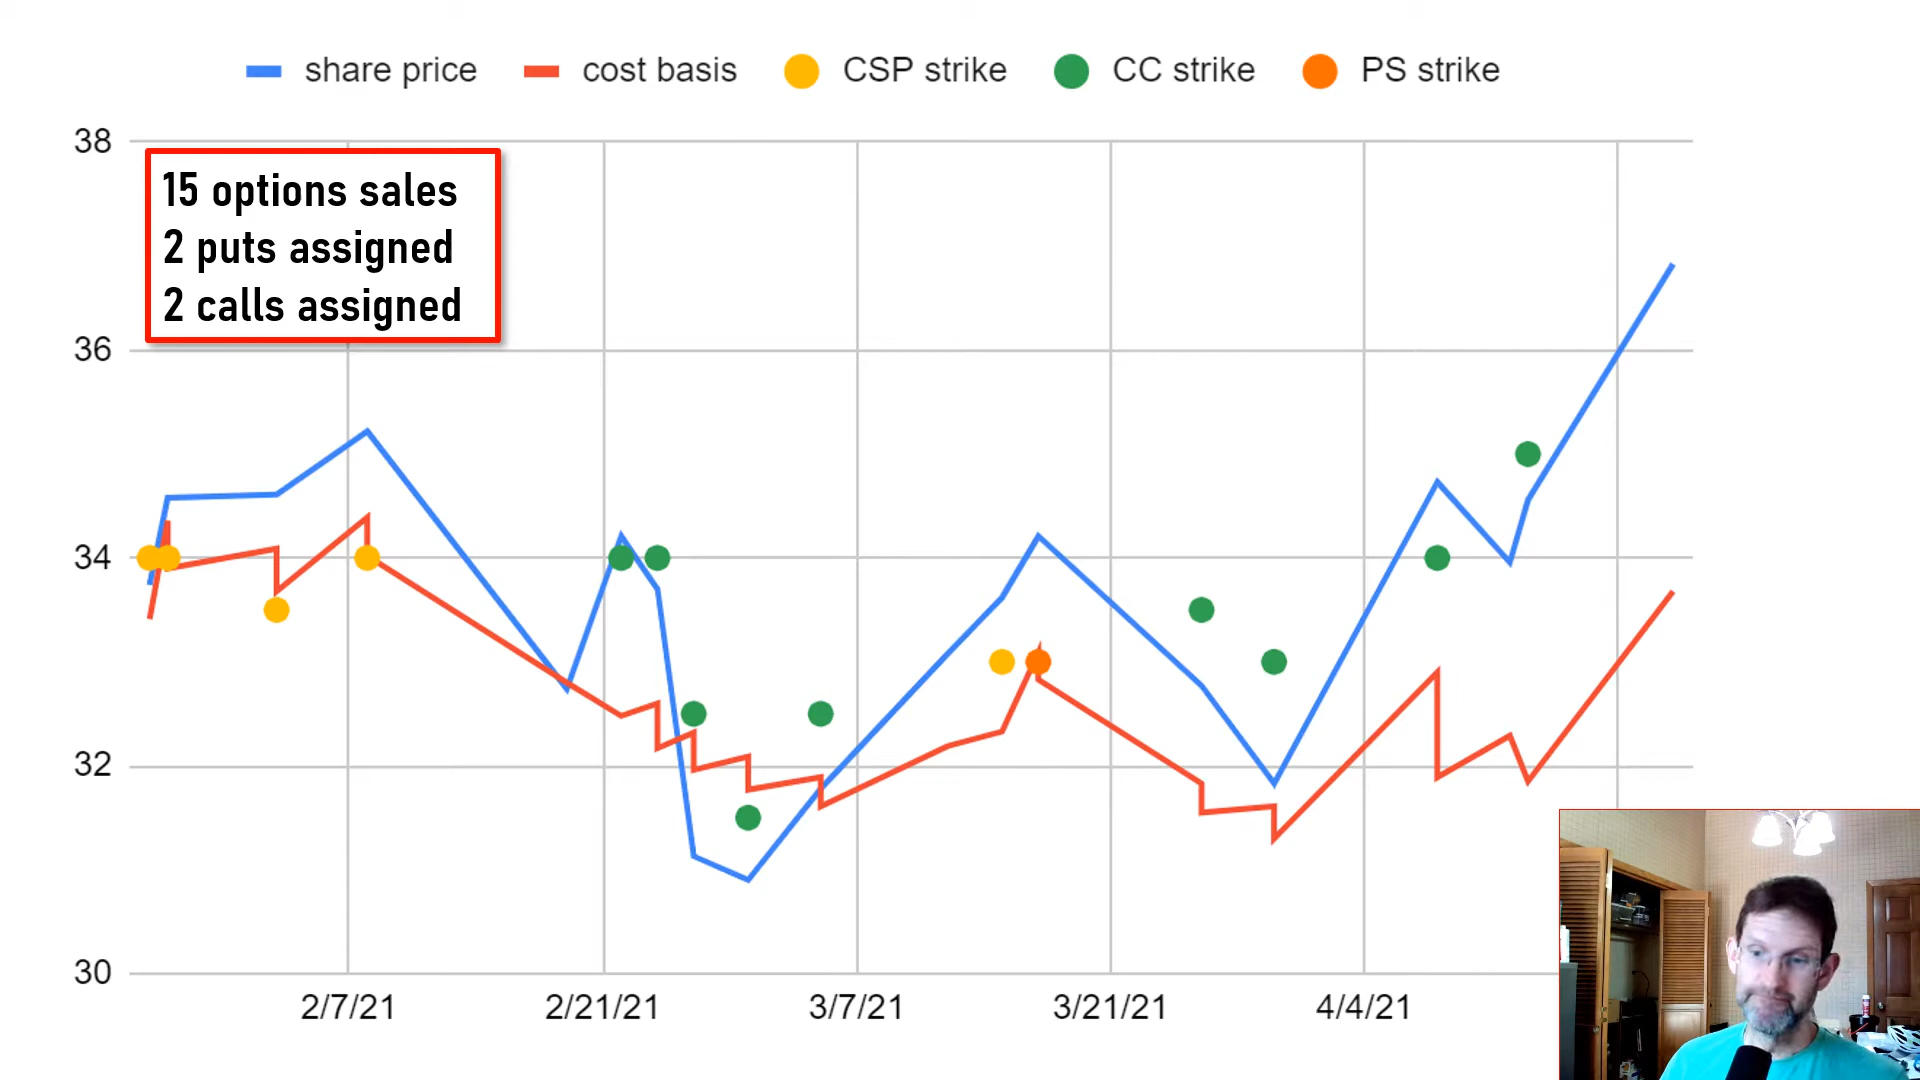 share price cost basis CSP strike CC strike PS strike
38
15 options sales
2 puts assigned
2 calls assigned
36
34
32
30
2/7/21 2/21/21 3/7/21 3/21/21 4/4/21